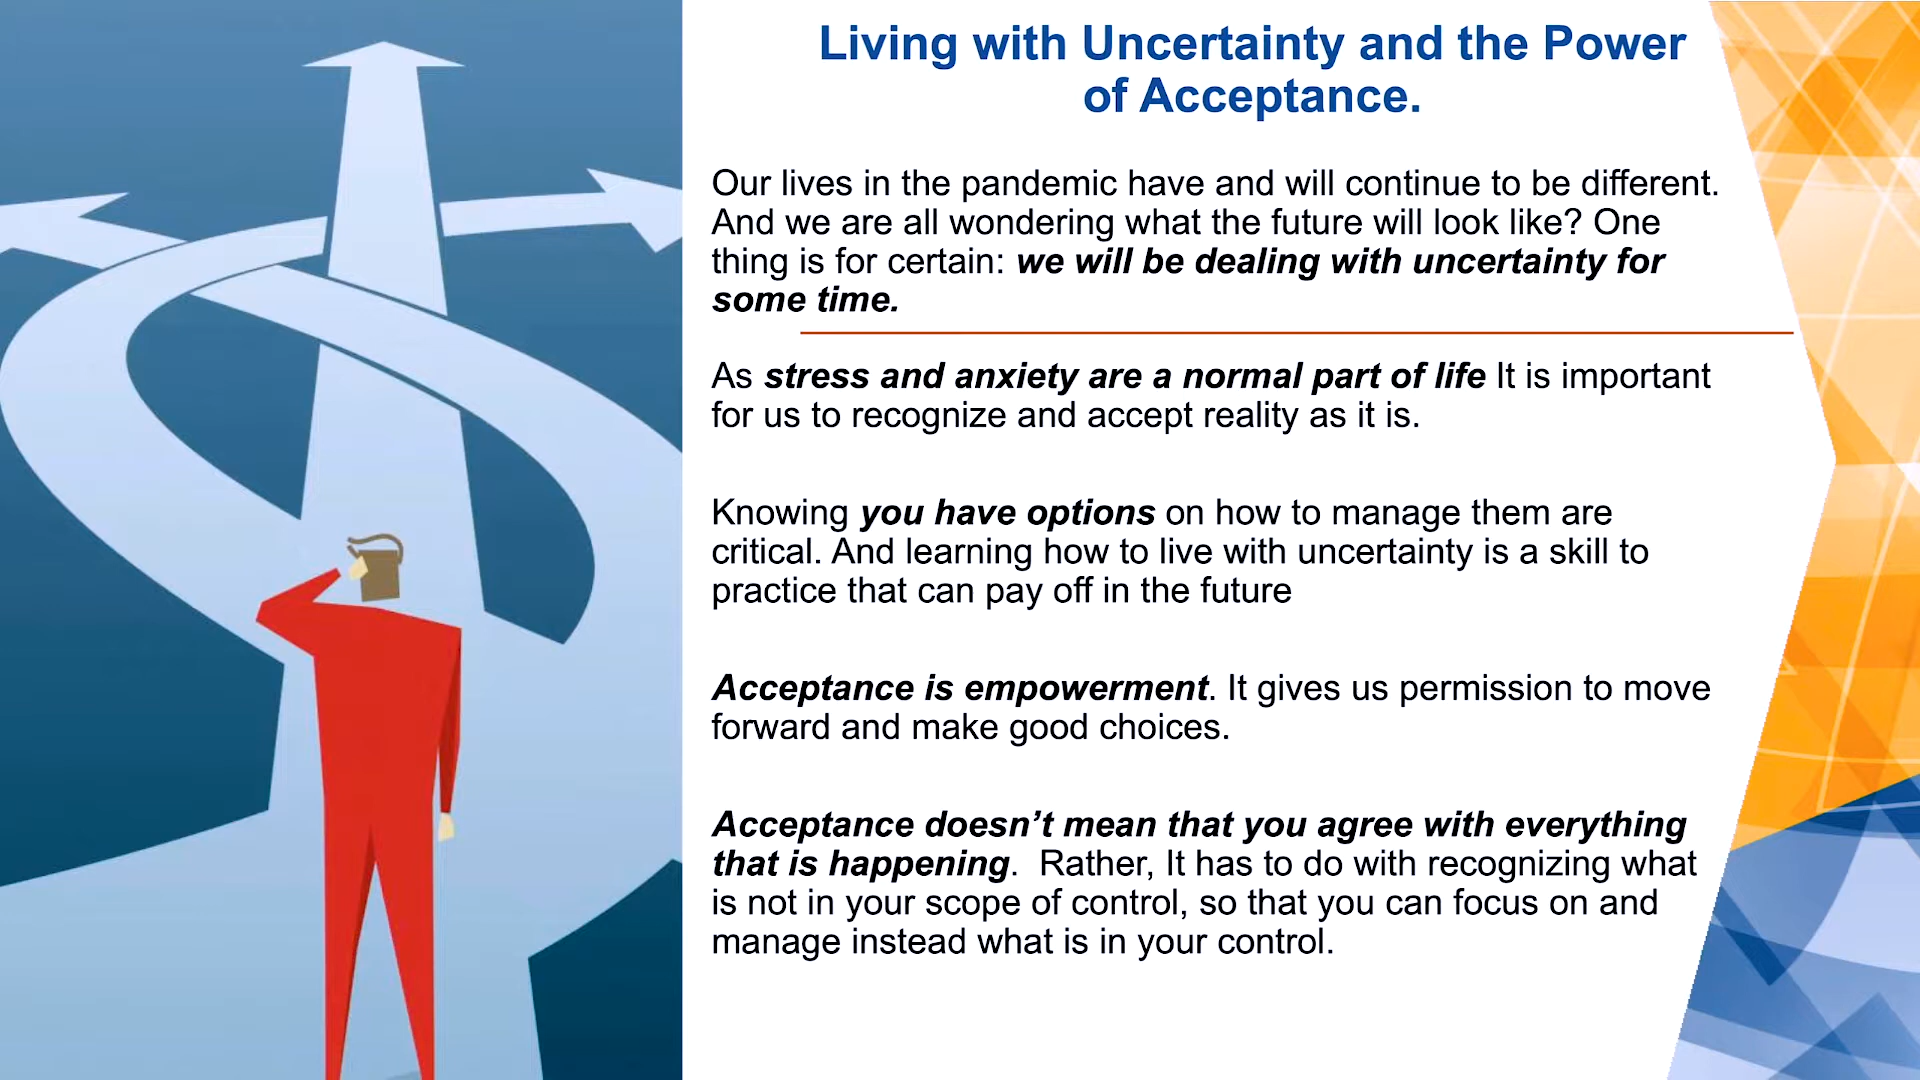 Living with Uncertainty and the Power
of Acceptance.
Our lives in the pandemic have and will continue to be different.
And we are all wondering what the future will look like? One
thing is for certain: we will be dealing with uncertainty for
some time.
As stress and anxiety are a normal part of life It is important
for us to recognize and accept reality as it is.
Knowing you have options on how to manage them are
critical. And learning how to live with uncertainty is a skill to
practice that can pay off in the future
Acceptance is empowerment. It gives us permission to move
forward and make good choices.
Acceptance doesn’t mean that you agree with everything
that is happening.  Rather, It has to do with recognizing what
is not in your scope of control, so that you can focus on and
manage instead what is in your control.